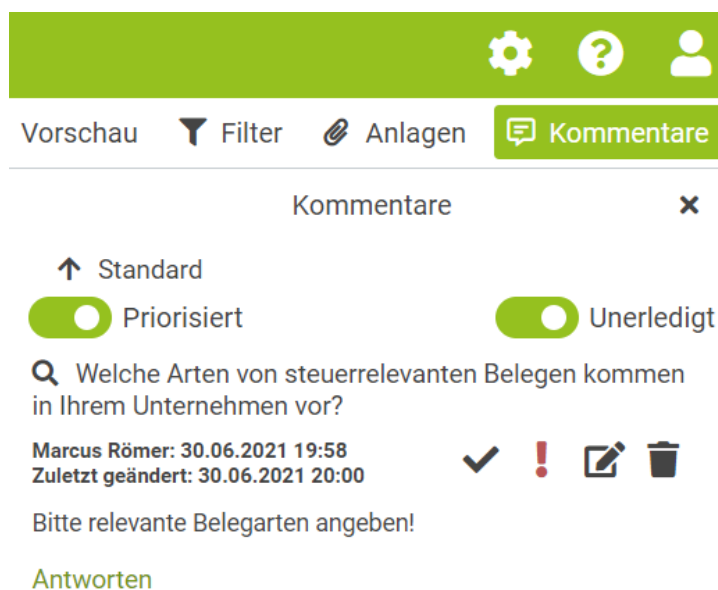 Vorschau Filter Anlagen Kommentare
Kommentare
Standard
Priorisiert Unerledigt
Welche Arten von steuerrelevanten Belegen kommen
in Ihrem Unternehmen vor?
Marcus Römer: 30.06.2021 19:58
Zuletzt geändert: 30.06.2021 20:00
Bitte relevante Belegarten angeben!
Antworten